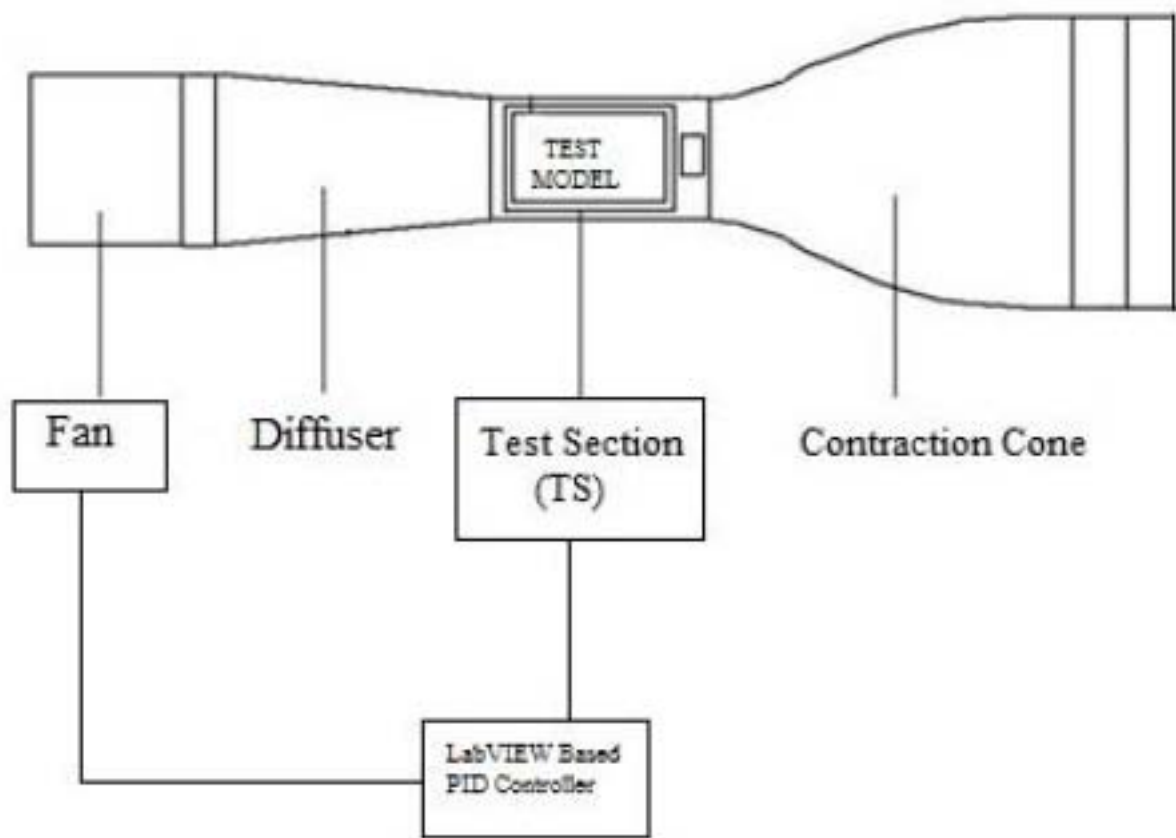 TEST
MODEL
Fan
Diffuser
Test Section
(TS)
Contraction Cone
LabVIEW Based
PID Controller